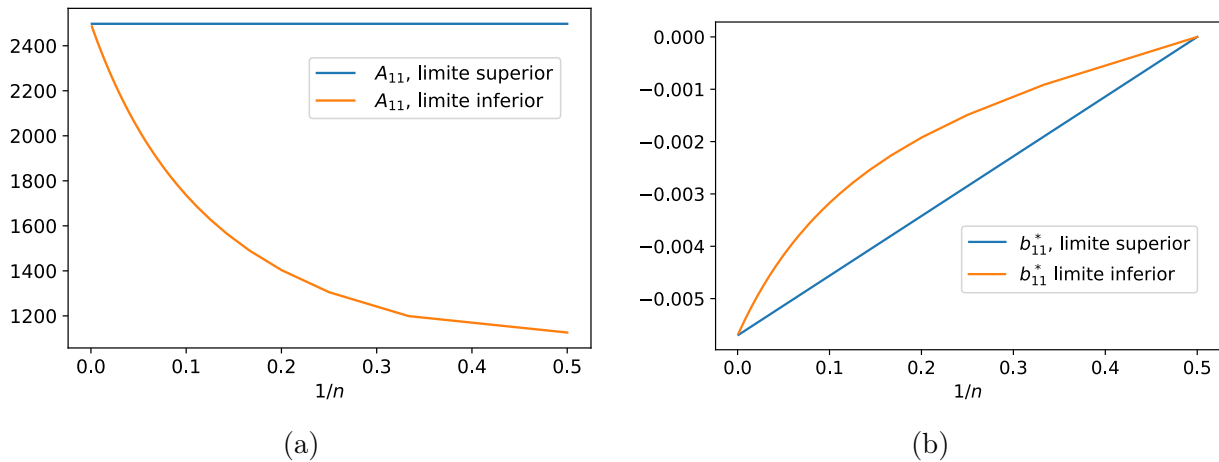 2400
2200
2000
1800
1600
1400
1200
A₁₁, limite superior
A₁₁, limite inferior
0.0 0.1 0.2 0.3 0.4 0.5
1/n
(a)
0.000
−0.001
−0.002
−0.003
−0.004
−0.005
b*₁₁, limite superior
b*₁₁ limite inferior
0.0 0.1 0.2 0.3 0.4 0.5
1/n
(b)